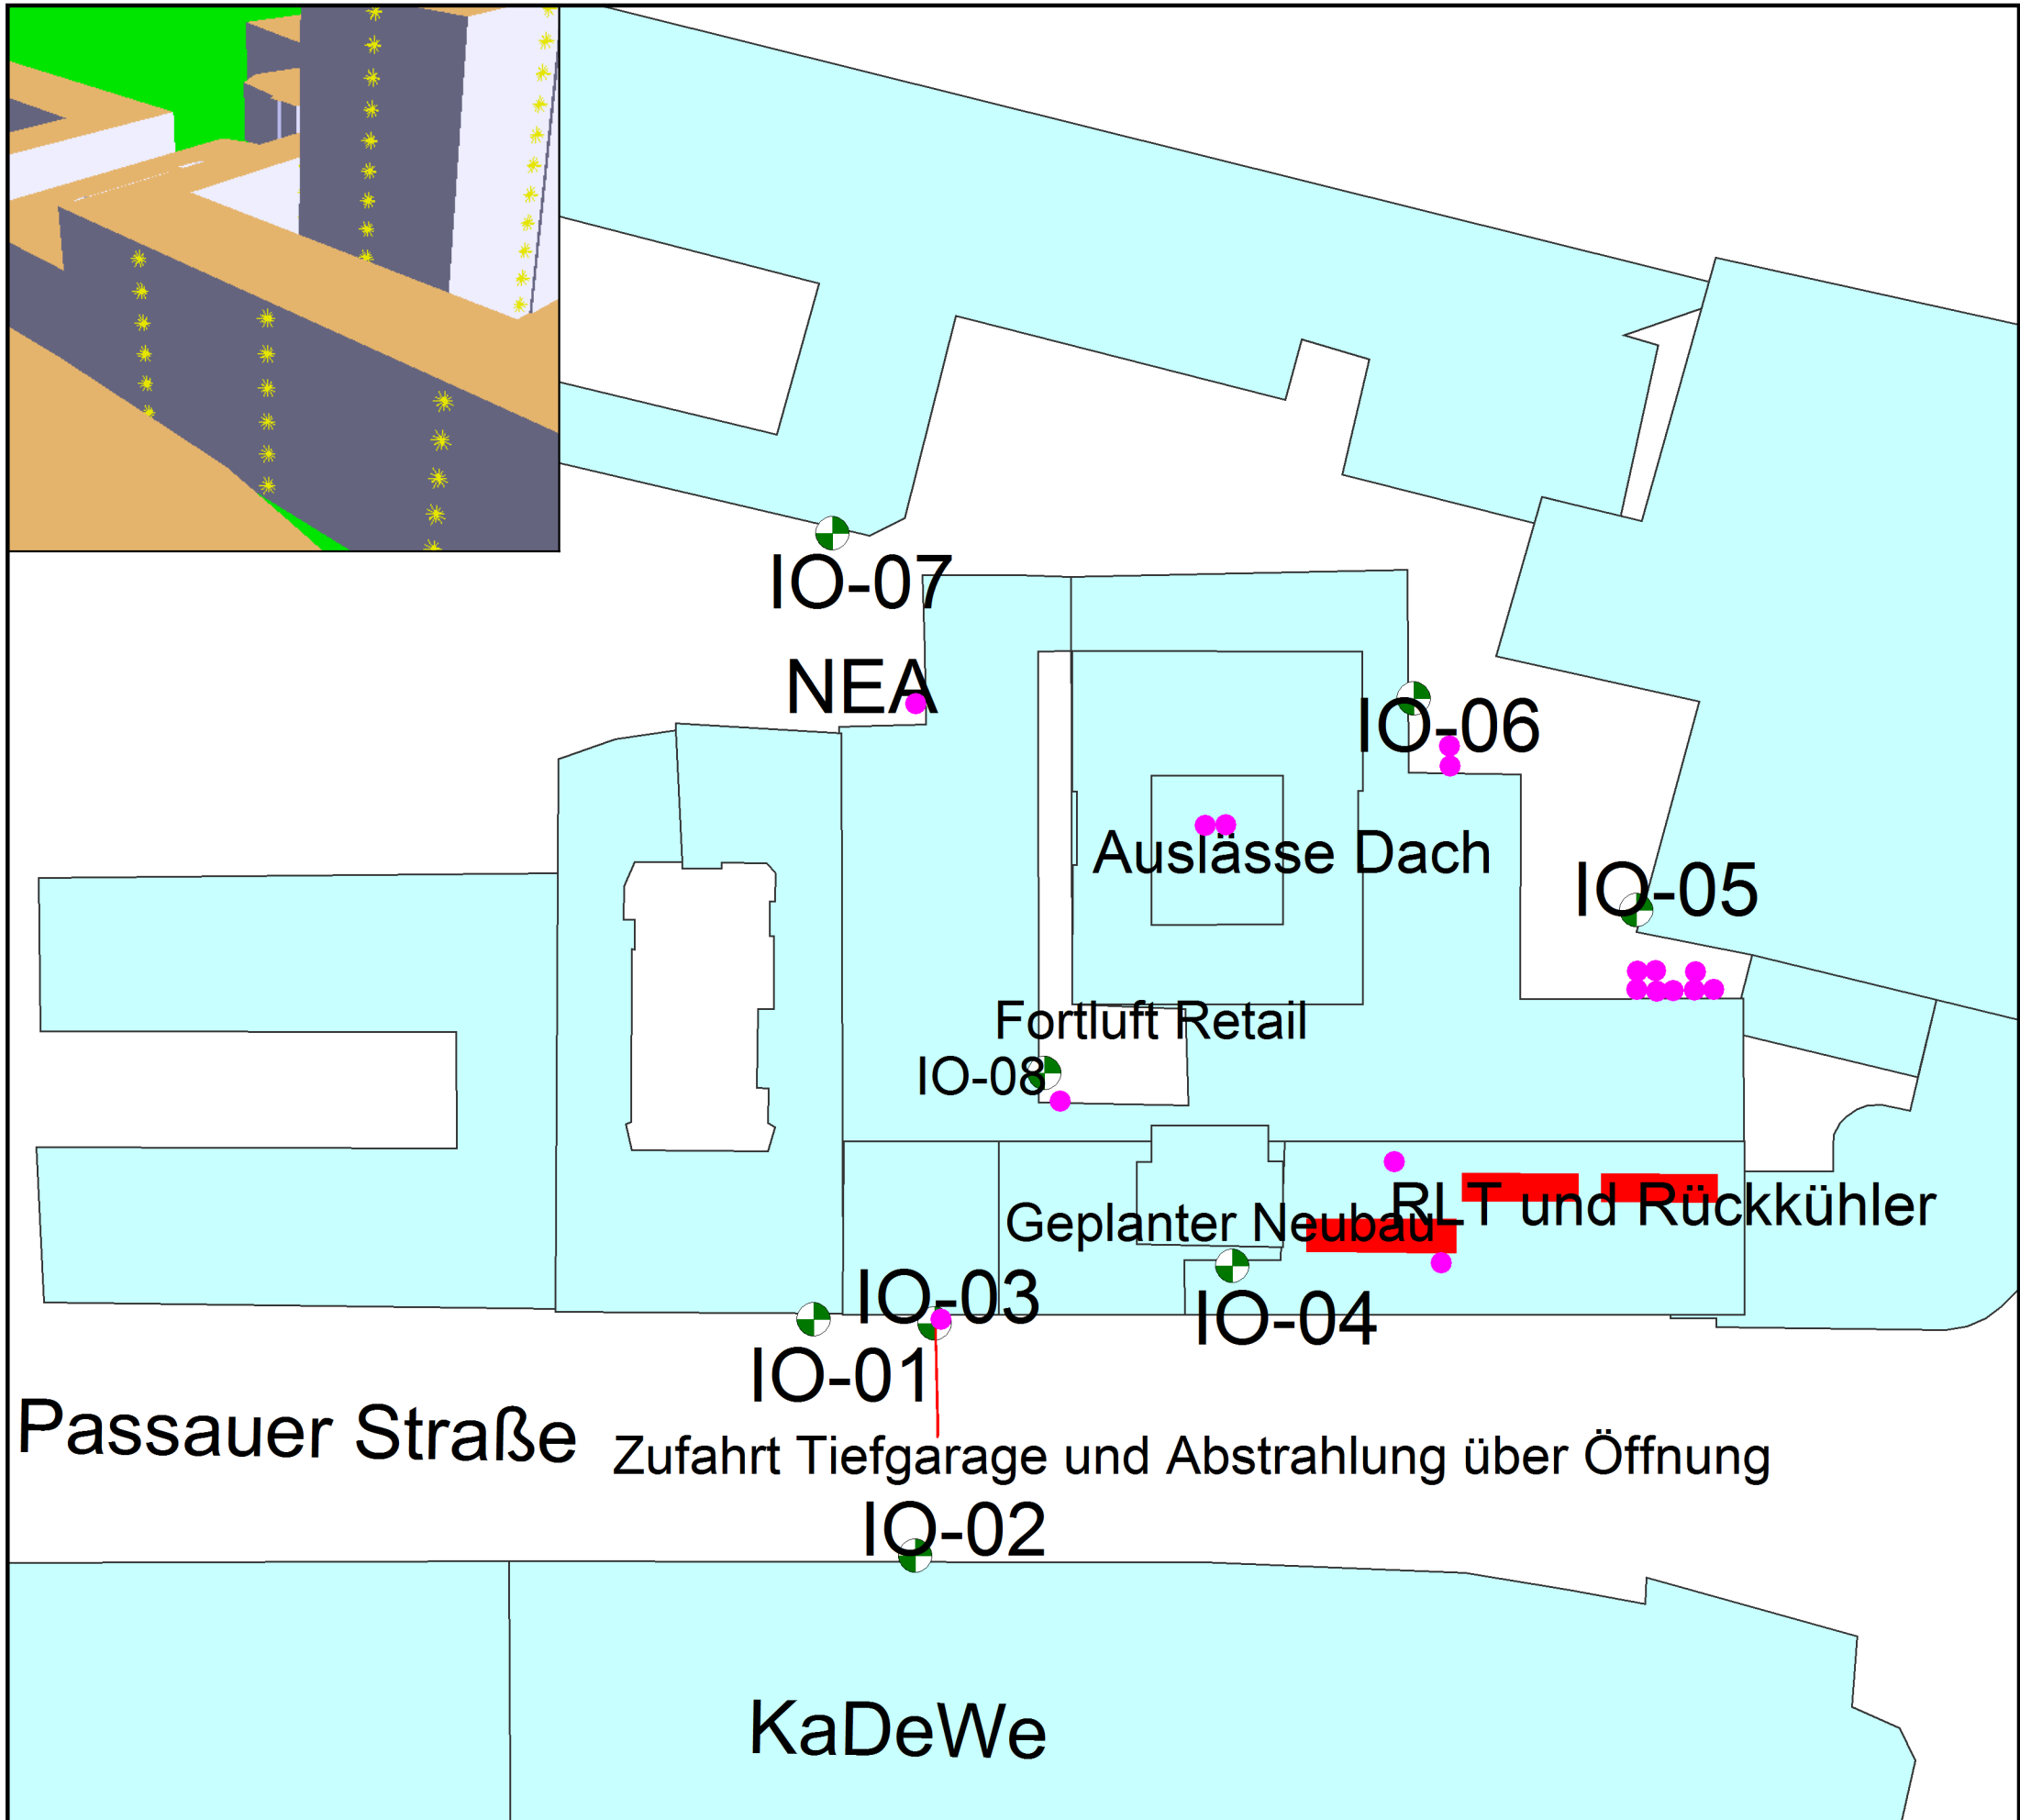 IO-07
NEA
IO-06
Auslässe Dach
IO-05
Fortluft Retail
IO-08
RLT und Rückkühler
Geplanter Neubau
IO-03
IO-04
IO-01
Passauer Straße
Zufahrt Tiefgarage und Abstrahlung über Öffnung
IO-02
KaDeWe